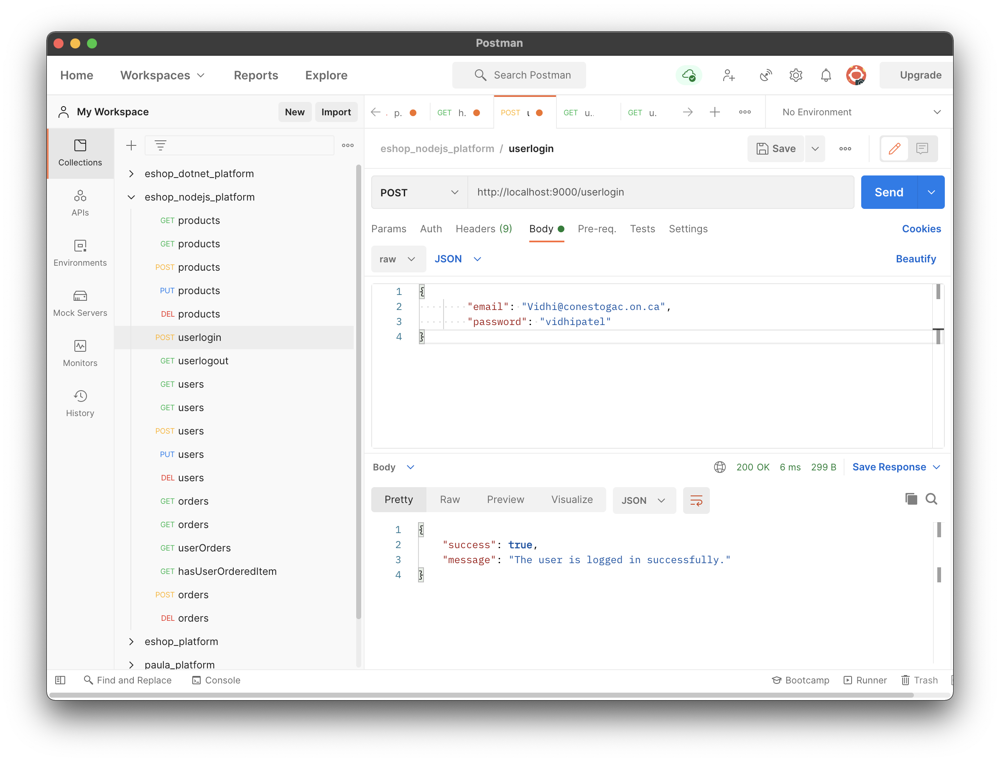 Postman
Home Workspaces Reports Explore Search Postman Upgrade
My Workspace New Import
. p. GET h. POST GET u.. GET u. No Environment
Collections
APIs
Environments
Mock Servers
Monitors
History
eshop_dotnet_platform
eshop_nodejs_platform
GET products
GET products
POST products
PUT products
DEL products
POST userlogin
GET userlogout
GET users
GET users
POST users
PUT users
DEL users
GET orders
GET orders
GET userOrders
GET hasUserOrderedItem
POST orders
DEL orders
eshop_platform
paula_platform
eshop_nodejs_platform / userlogin Save
POST http://localhost:9000/userlogin Send
Params Auth Headers (9) Body Pre-req. Tests Settings Cookies
raw JSON Beautify
1 {
2 "email": "Vidhi@conestogac.on.ca",
3 "password": "vidhipatel"
4 }
Body 200 OK 6 ms 299 B Save Response
Pretty Raw Preview Visualize JSON
1 {
2 "success": true,
3 "message": "The user is logged in successfully."
4 }
Find and Replace Console Bootcamp Runner Trash